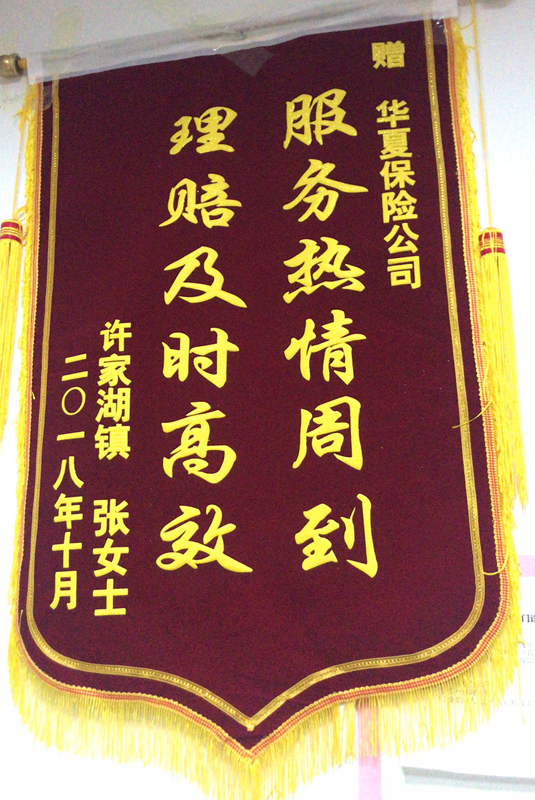 赠 华夏保险公司
服务热情周到
理赔及时高效
许家湖镇 张女士
二〇一八年十月